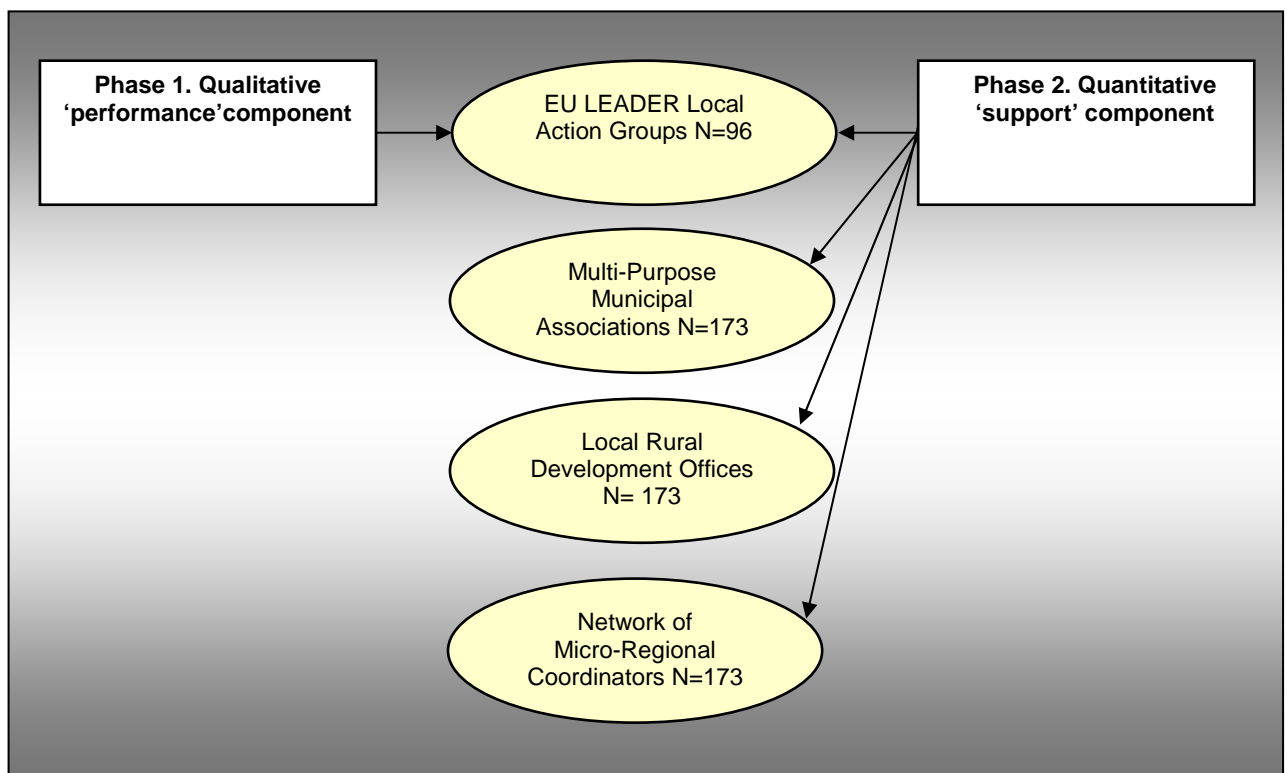 Phase 1. Qualitative
‘performance’component
EU LEADER Local
Action Groups N=96
Phase 2. Quantitative
‘support’ component
Multi-Purpose
Municipal
Associations N=173
Local Rural
Development Offices
N= 173
Network of
Micro-Regional
Coordinators N=173